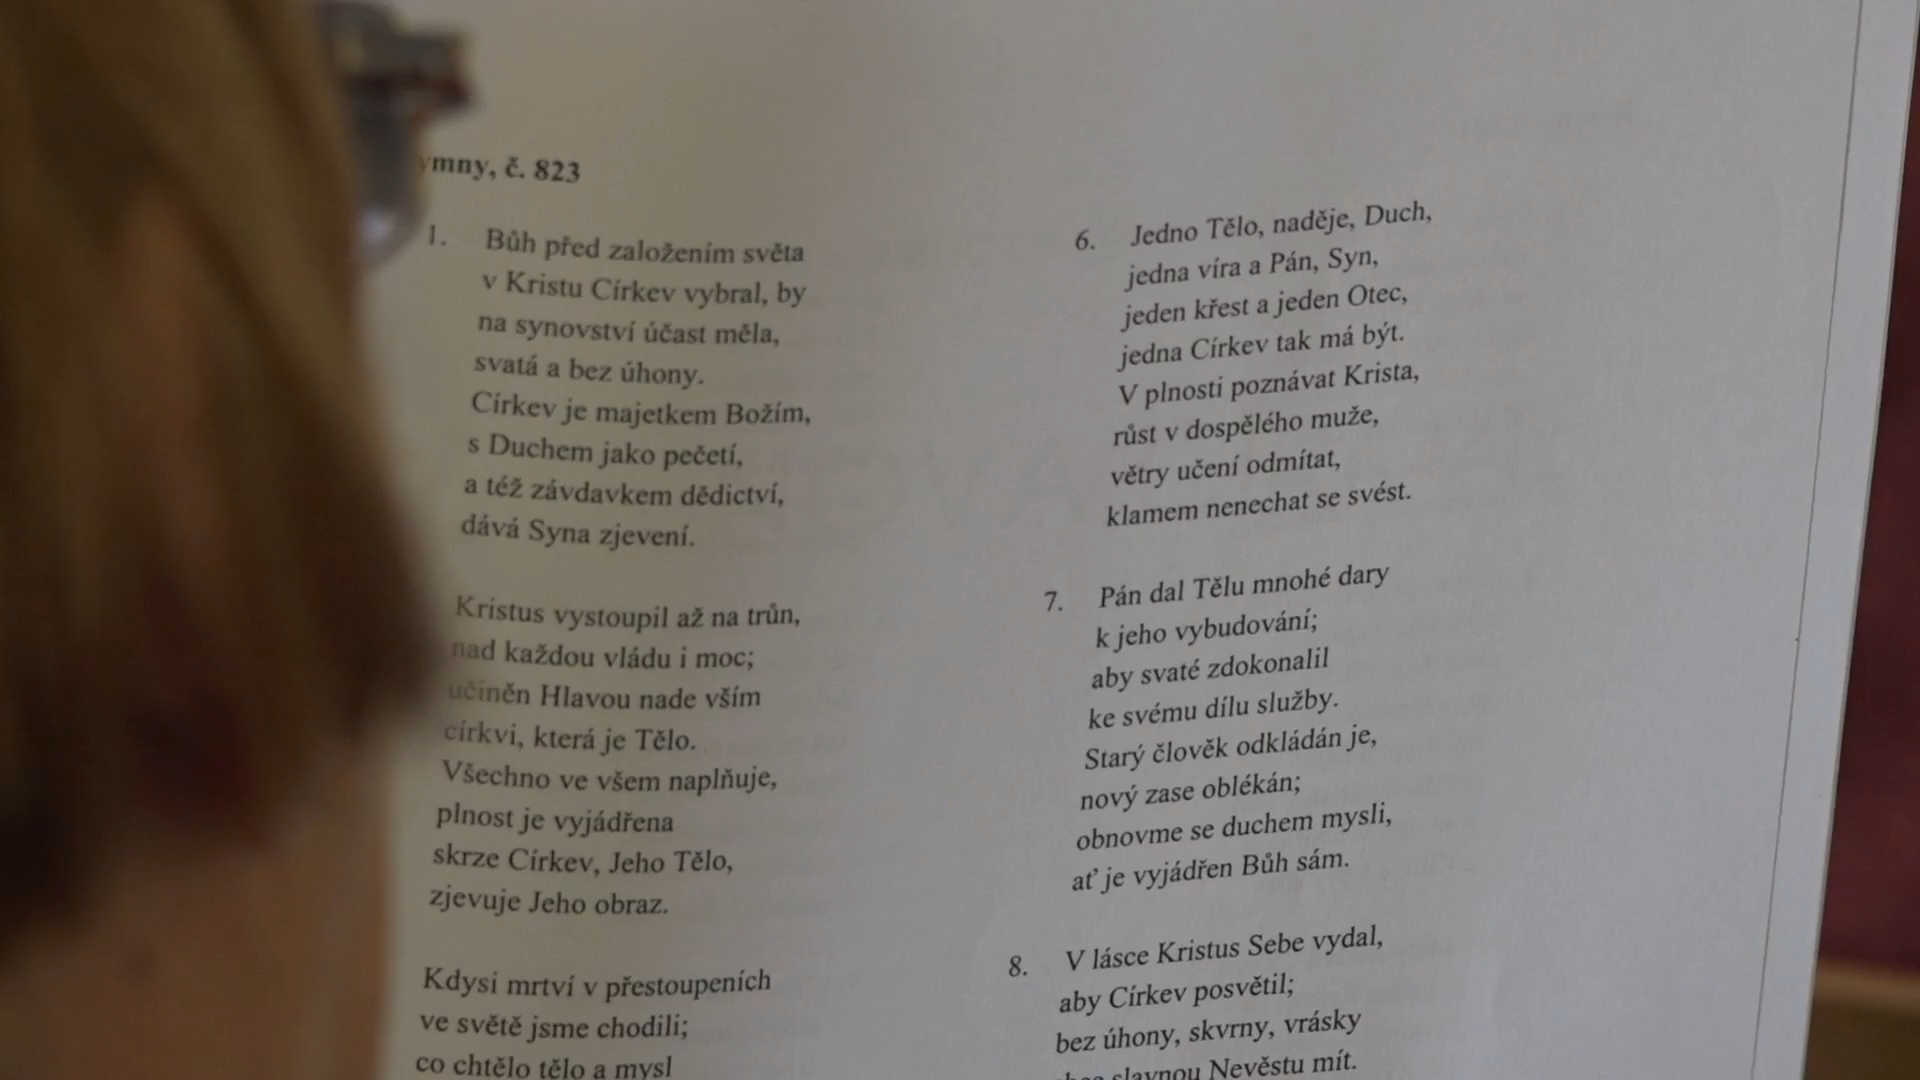 ymny, č. 823
1. Bůh před založením světa
v Kristu Církev vybral, by
na synovství účast měla,
svatá a bez úhony.
Církev je majetkem Božím,
s Duchem jako pečetí,
a též závdavkem dědictví,
dává Syna zjevení.
Kristus vystoupil až na trůn,
nad každou vládu i moc;
učiněn Hlavou nade vším
církvi, která je Tělo.
Všechno ve všem naplňuje,
plnost je vyjádřena
skrze Církev, Jeho Tělo,
zjevuje Jeho obraz.
Kdysi mrtví v přestoupeních
ve světě jsme chodili;
co chtělo tělo a mysl
6. Jedno Tělo, naděje, Duch,
jedna víra a Pán, Syn,
jeden křest a jeden Otec,
jedna Církev tak má být.
V plnosti poznávat Krista,
růst v dospělého muže,
větry učení odmítat,
klamem nenechat se svést.
7. Pán dal Tělu mnohé dary
k jeho vybudování;
aby svaté zdokonalil
ke svému dílu služby.
Starý člověk odkládán je,
nový zase oblékán;
obnovme se duchem mysli,
ať je vyjádřen Bůh sám.
8. V lásce Kristus Sebe vydal,
aby Církev posvětil;
bez úhony, skvrny, vrásky
slavnou Nevěstu mít.